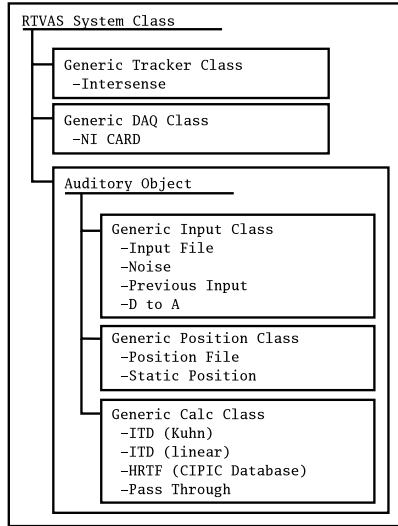 RTVAS System Class
Generic Tracker Class
-Intersense
Generic DAQ Class
-NI CARD
Auditory Object
Generic Input Class
-Input File
-Noise
-Previous Input
-D to A
Generic Position Class
-Position File
-Static Position
Generic Calc Class
-ITD (Kuhn)
-ITD (linear)
-HRTF (CIPIC Database)
-Pass Through